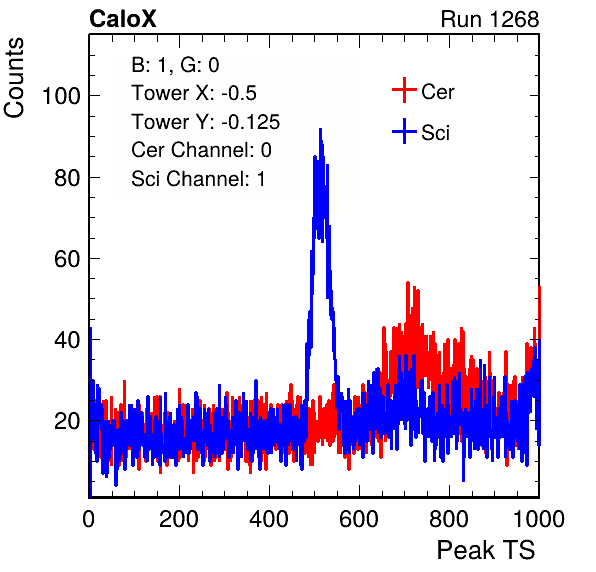 CaloX Run 1268
Counts
B: 1, G: 0
Tower X: -0.5
Tower Y: -0.125
Cer Channel: 0
Sci Channel: 1
Cer
Sci
100
80
60
40
20
0 200 400 600 800 1000
Peak TS